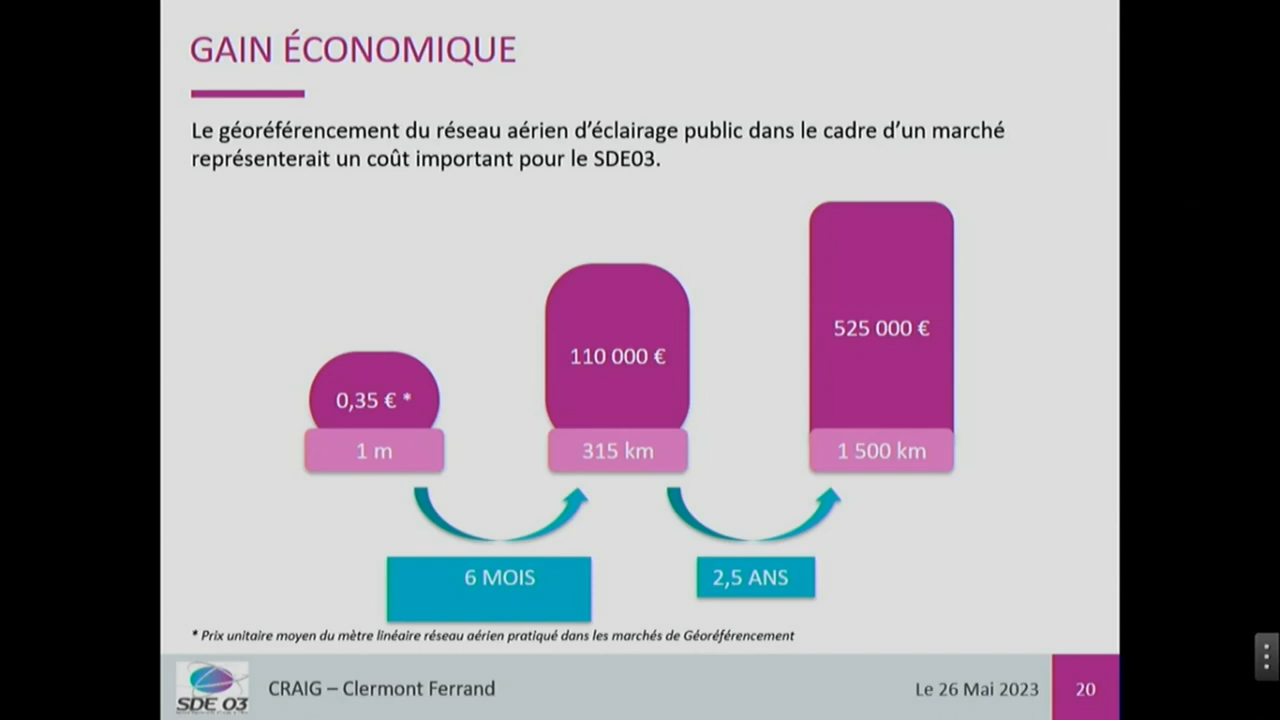 GAIN ÉCONOMIQUE
Le géoréférencement du réseau aérien d'éclairage public dans le cadre d'un marché
représenterait un coût important pour le SDE03.
0,35 € *
1 m
110 000 €
315 km
525 000 €
1 500 km
6 MOIS
2,5 ANS
* Prix unitaire moyen du mètre linéaire réseau aérien pratiqué dans les marchés de Géoréférencement
SDE 03
CRAIG – Clermont Ferrand
Le 26 Mai 2023
20